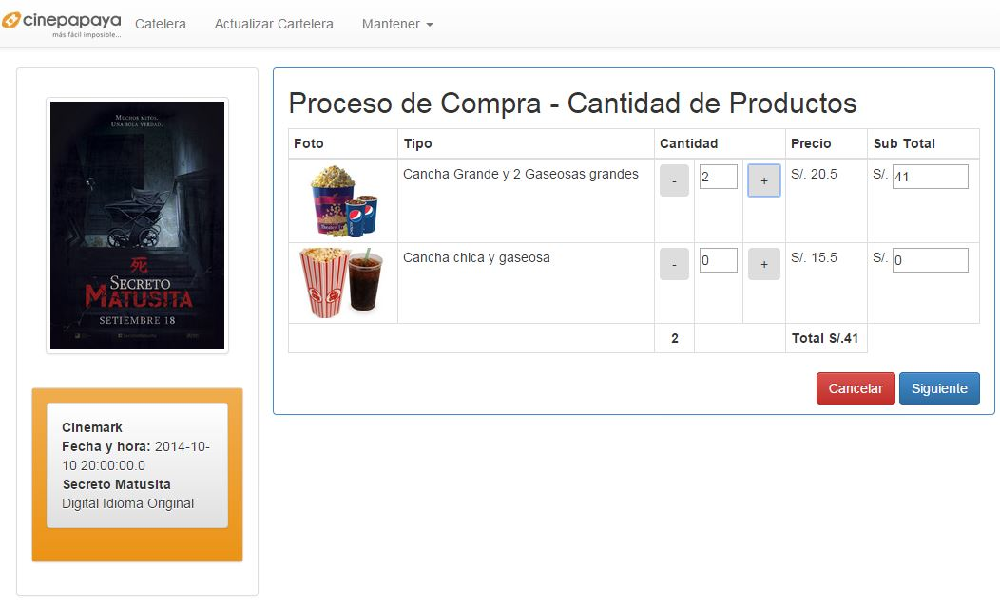 cinepapaya
más fácil imposible...
Catelera
Actualizar Cartelera
Mantener
MUCHOS MITOS.
UNA SOLA VERDAD.
死
SECRETO
MATUSITA
SETIEMBRE 18
Cinemark
Fecha y hora: 2014-10-
10 20:00:00.0
Secreto Matusita
Digital Idioma Original
Proceso de Compra - Cantidad de Productos
Foto Tipo Cantidad Precio Sub Total
Cancha Grande y 2 Gaseosas grandes - 2 + S/. 20.5 S/. 41
Cancha chica y gaseosa - 0 + S/. 15.5 S/. 0
2 Total S/.41
Cancelar Siguiente